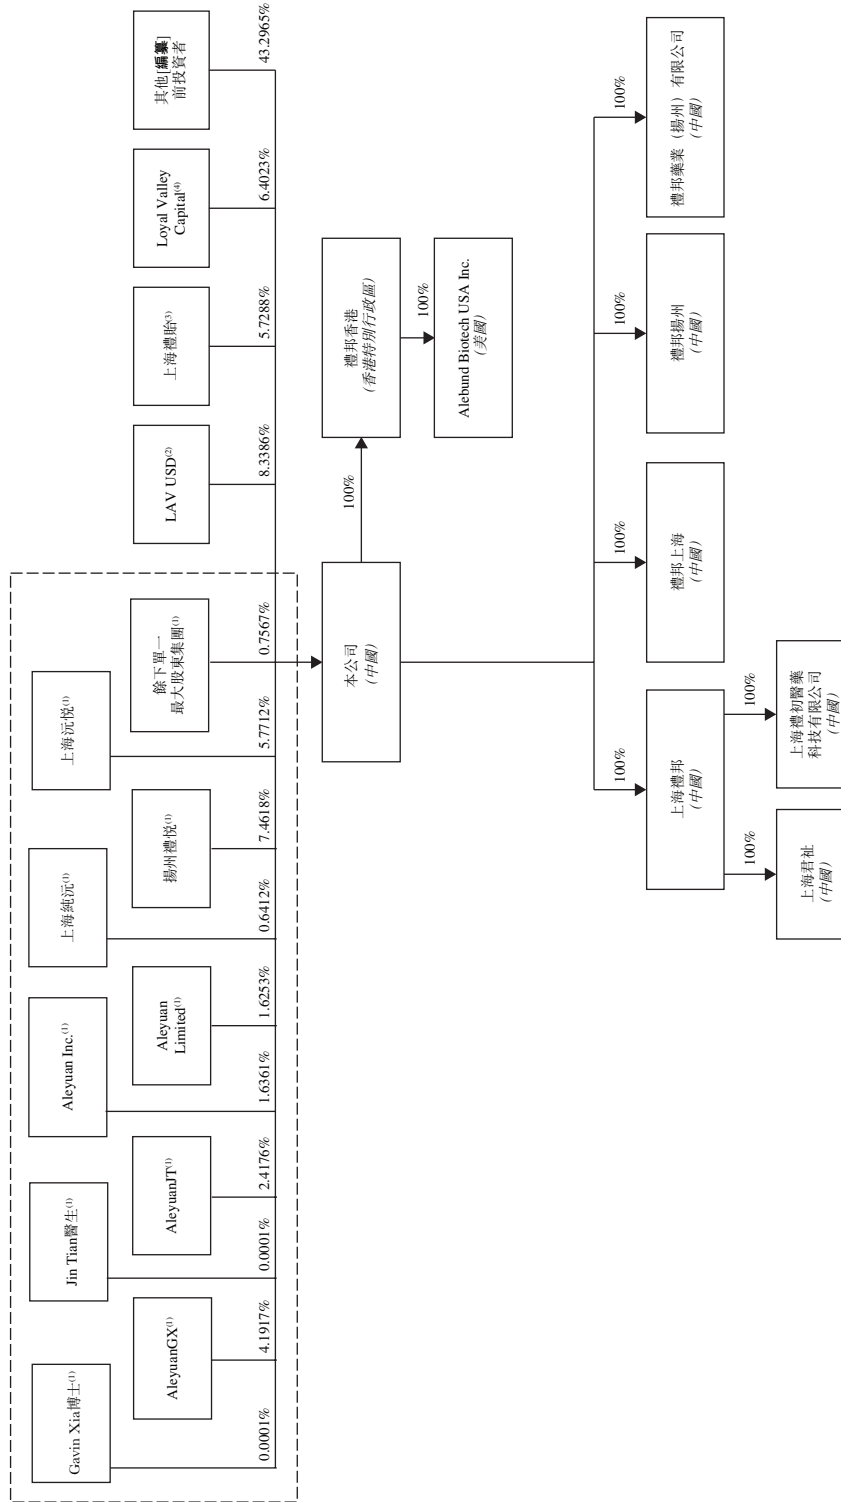 Gavin Xia博士(1)
0.0001%
AleyuanGX(1)
4.1917%
Jin Tian醫生(1)
0.0001%
AleyuanJT(1)
2.4176%
Aleyuan Inc.(1)
1.6361%
Aleyuan
Limited(1)
1.6253%
上海純沅(1)
0.6412%
揚州禮悅(1)
7.4618%
上海沅悅(1)
5.7712%
餘下單一
最大股東集團(1)
0.7567%
LAV USD(2)
8.3386%
上海禮貽(3)
5.7288%
Loyal Valley
Capital(4)
6.4023%
其他[編纂]
前投資者
43.2965%
本公司
(中國)
100%
禮邦香港
(香港特別行政區)
100%
Alebund Biotech USA Inc.
(美國)
100%
上海禮邦
(中國)
100%
禮邦上海
(中國)
100%
禮邦揚州
(中國)
100%
禮邦藥業（揚州）有限公司
(中國)
100%
上海君祉
(中國)
100%
上海禮初醫藥
科技有限公司
(中國)